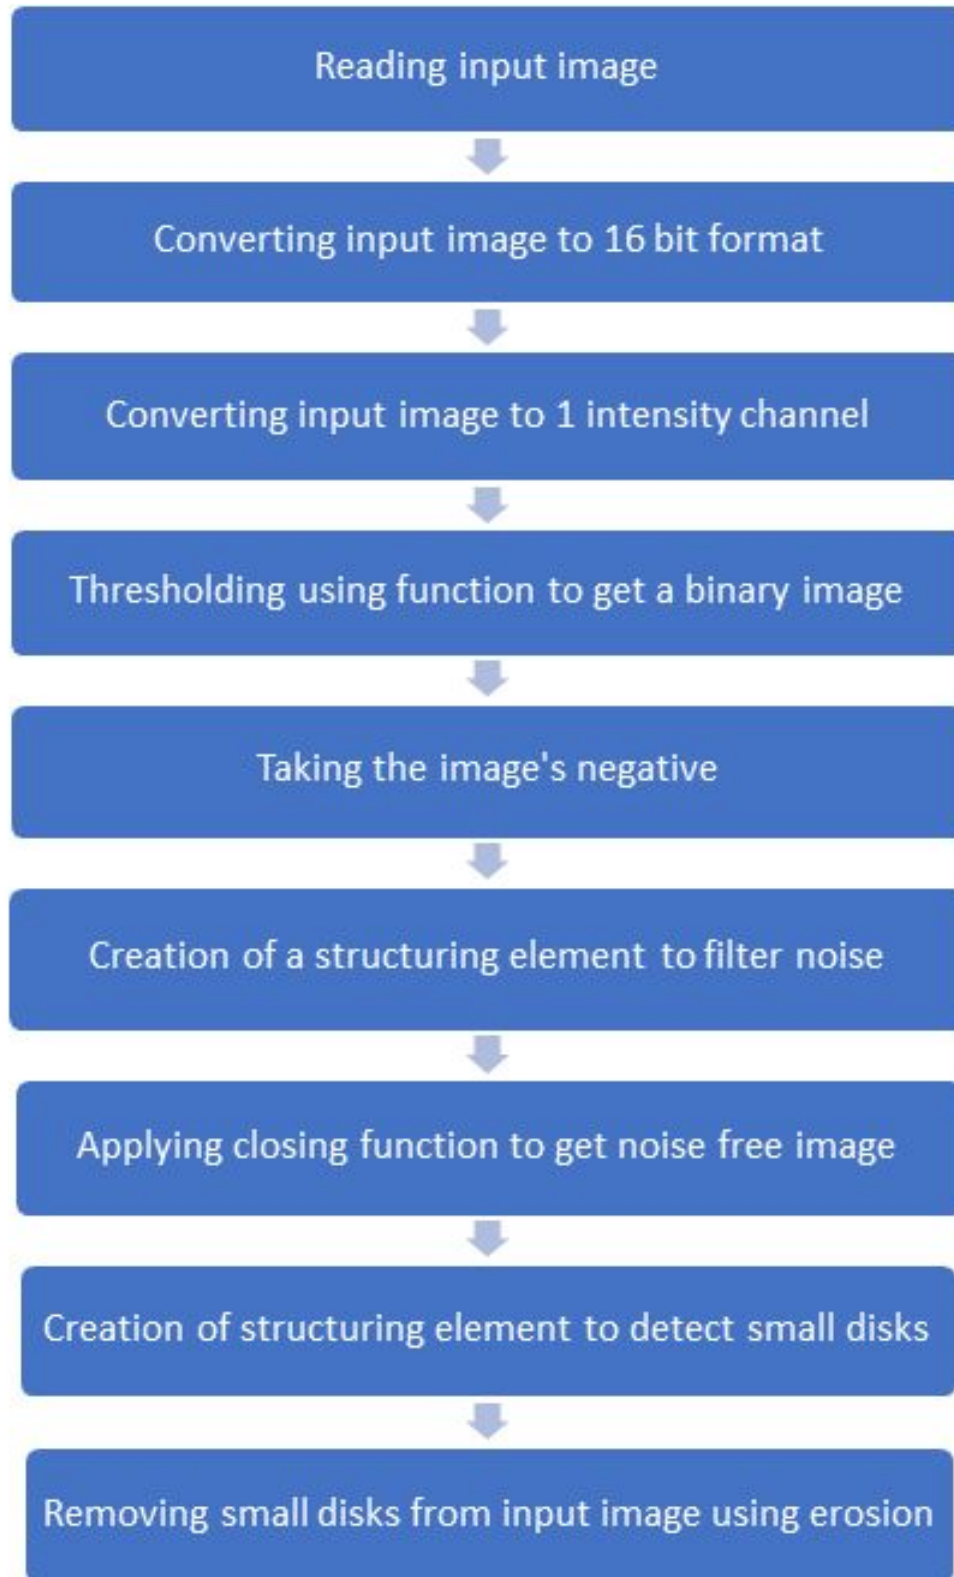 Reading input image
Converting input image to 16 bit format
Converting input image to 1 intensity channel
Thresholding using function to get a binary image
Taking the image's negative
Creation of a structuring element to filter noise
Applying closing function to get noise free image
Creation of structuring element to detect small disks
Removing small disks from input image using erosion